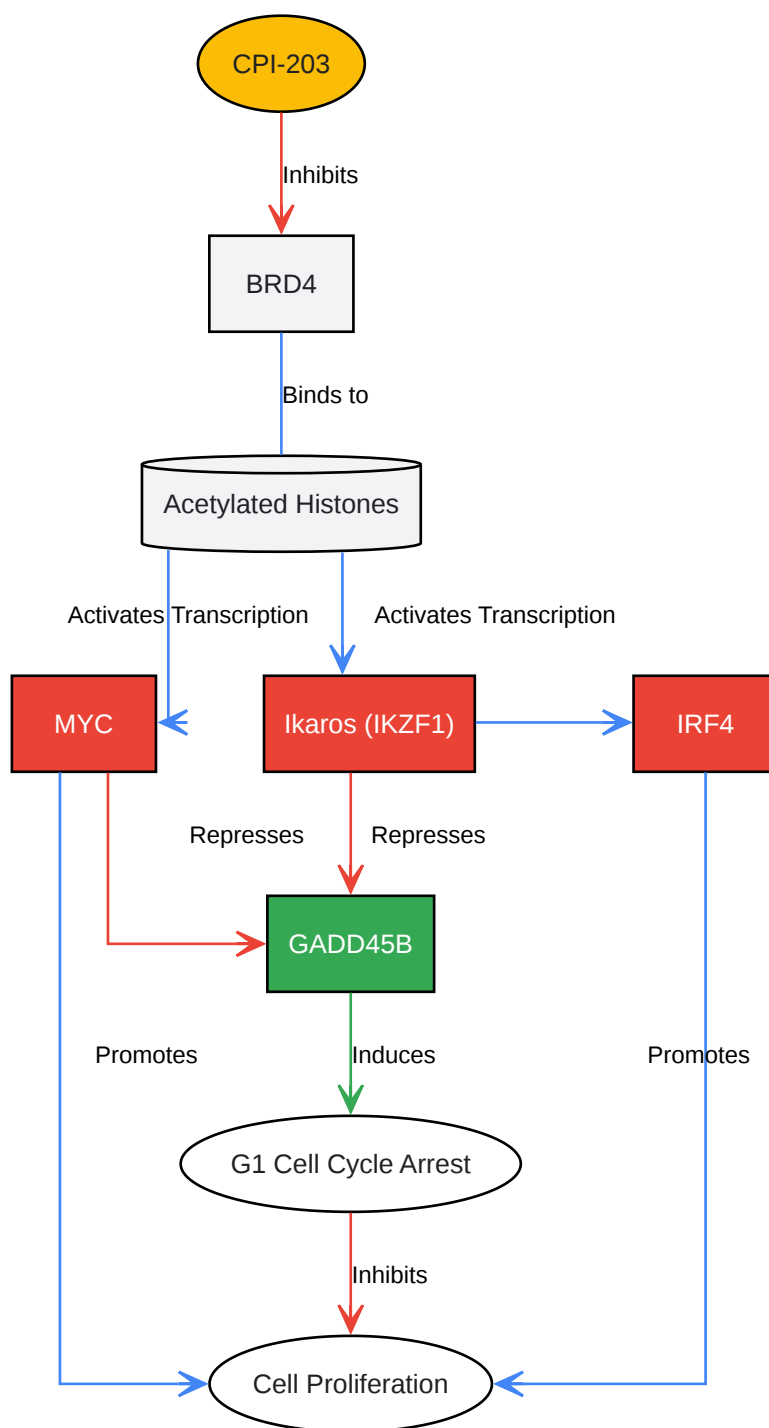 CPI-203
Inhibits
BRD4
Binds to
Acetylated Histones
Activates Transcription
Activates Transcription
MYC
Ikaros (IKZF1)
IRF4
Represses
Represses
GADD45B
Promotes
Induces
Promotes
G1 Cell Cycle Arrest
Inhibits
Cell Proliferation